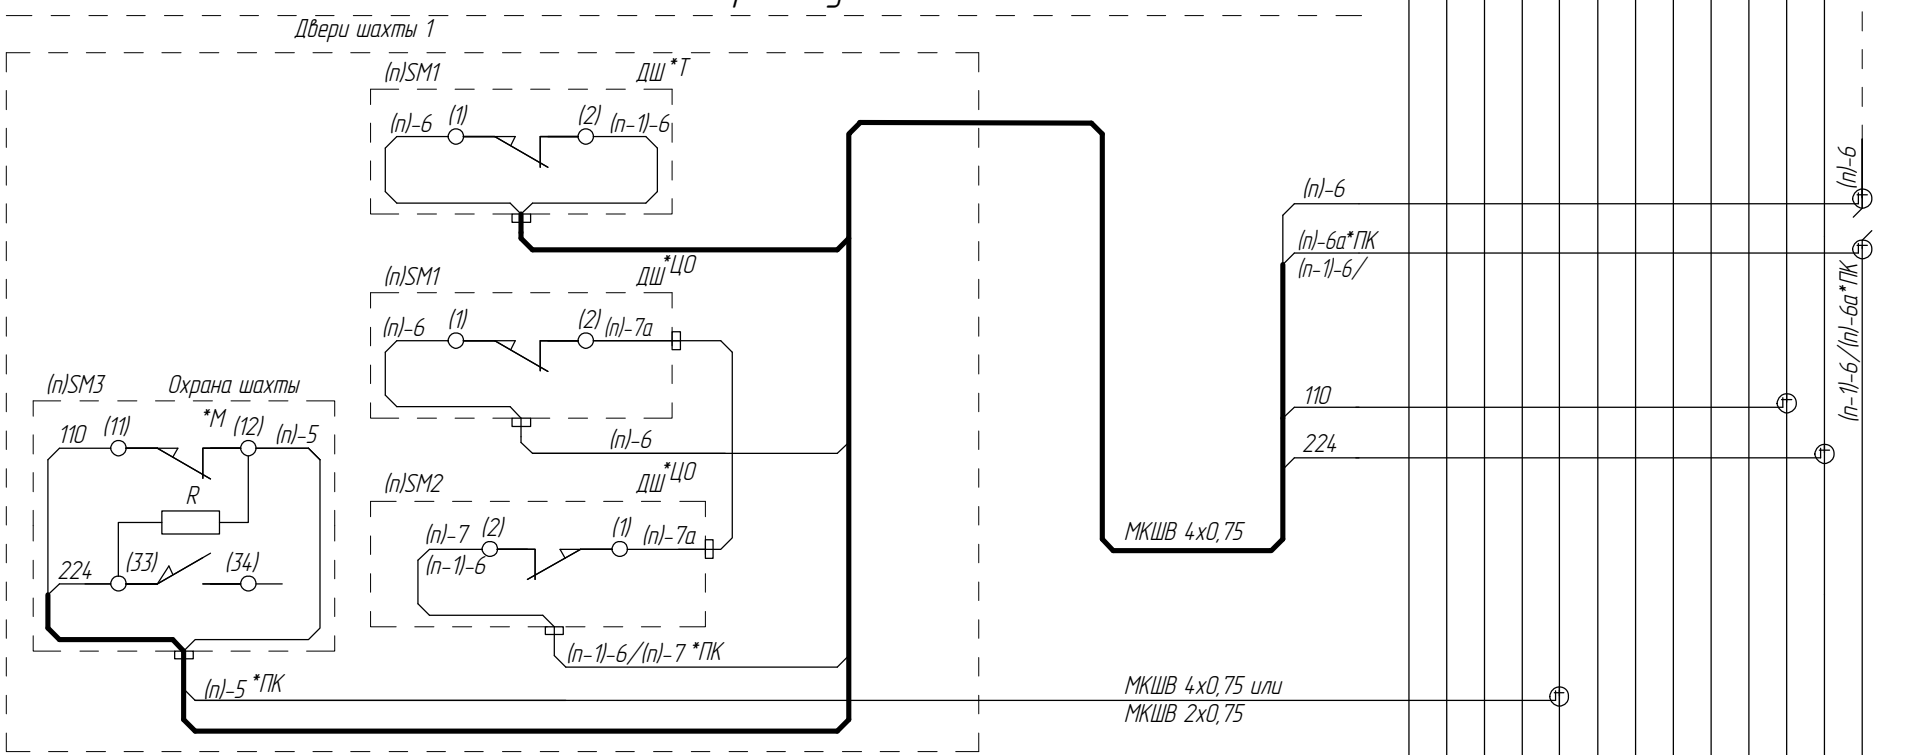 Двери шахты 1
(п)SM1
ДШ*Т
(п)-6
(1)
(2)
(п-1)-6
(п)SM1
ДШ*ЦО
(п)-6
(1)
(2)
(п)-7а
(п)-6
(п)SM2
ДШ*ЦО
(п)-7
(2)
(1)
(п)-7а
(п-1)-6
(п-1)-6/(п)-7 *ПК
(п)SM3
Охрана шахты
*М
110
(11)
(12)
(п)-5
R
224
(33)
(34)
(п)-5 *ПК
МКШВ 4х0,75
МКШВ 4х0,75 или
МКШВ 2х0,75
(п)-6
(п)-6а*ПК
(п-1)-6/
110
224
(п)-6
(п-1)-6/(п)-6а*ПК